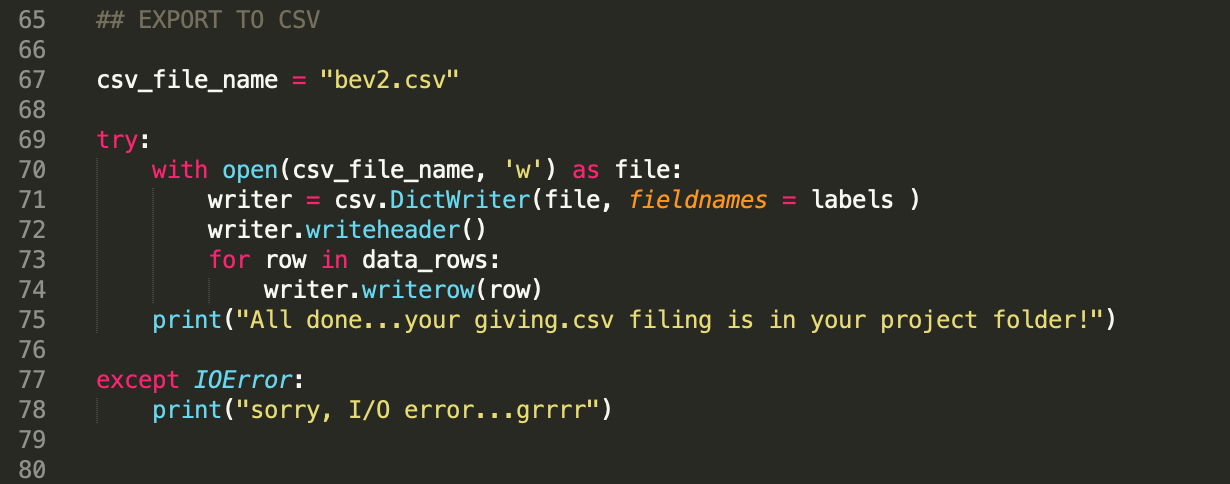 65 ## EXPORT TO CSV
66
67 csv_file_name = "bev2.csv"
68
69 try:
70 with open(csv_file_name, 'w') as file:
71 writer = csv.DictWriter(file, fieldnames = labels )
72 writer.writeheader()
73 for row in data_rows:
74 writer.writerow(row)
75 print("All done...your giving.csv filing is in your project folder!")
76
77 except IOError:
78 print("sorry, I/O error...grrrr")
79
80